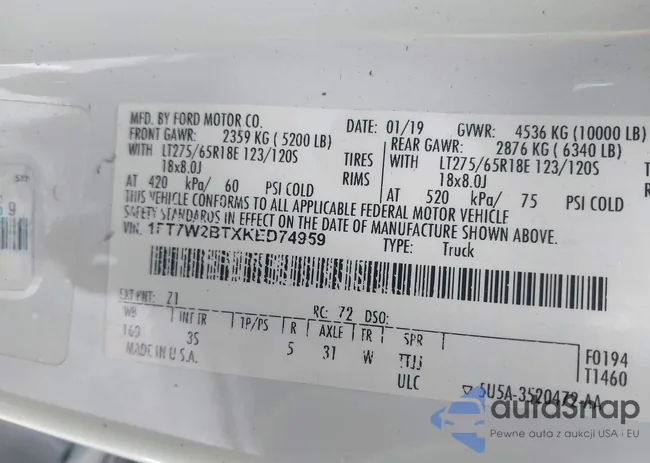 MFD. BY FORD MOTOR CO.
DATE: 01/19
GVWR: 4536 KG (10000 LB)
FRONT GAWR: 2359 KG (5200 LB)
REAR GAWR: 2876 KG (6340 LB)
WITH LT275/65R18E 123/120S TIRES
WITH LT275/65R18E 123/120S
18x8.0J RIMS 18x8.0J
AT 420 kPa/ 60 PSI COLD
AT 520 kPa/ 75 PSI COLD
THIS VEHICLE CONFORMS TO ALL APPLICABLE FEDERAL MOTOR VEHICLE
SAFETY STANDARDS IN EFFECT ON THE DATE OF MANUFACTURE SHOWN ABOVE.
VIN: 1FT7W2BTXKED74959
TYPE: Truck
EXT PNT: Z1 RC: 72 DSO:
WB INT TR TP/PS R AXLE TR SPR
160 3S 5 31 W TTJJ
MADE IN U.S.A. ULC
F0194
T1460
5U5A-3520472-AA
autoSnap
Pewne auta z aukcji USA i EU